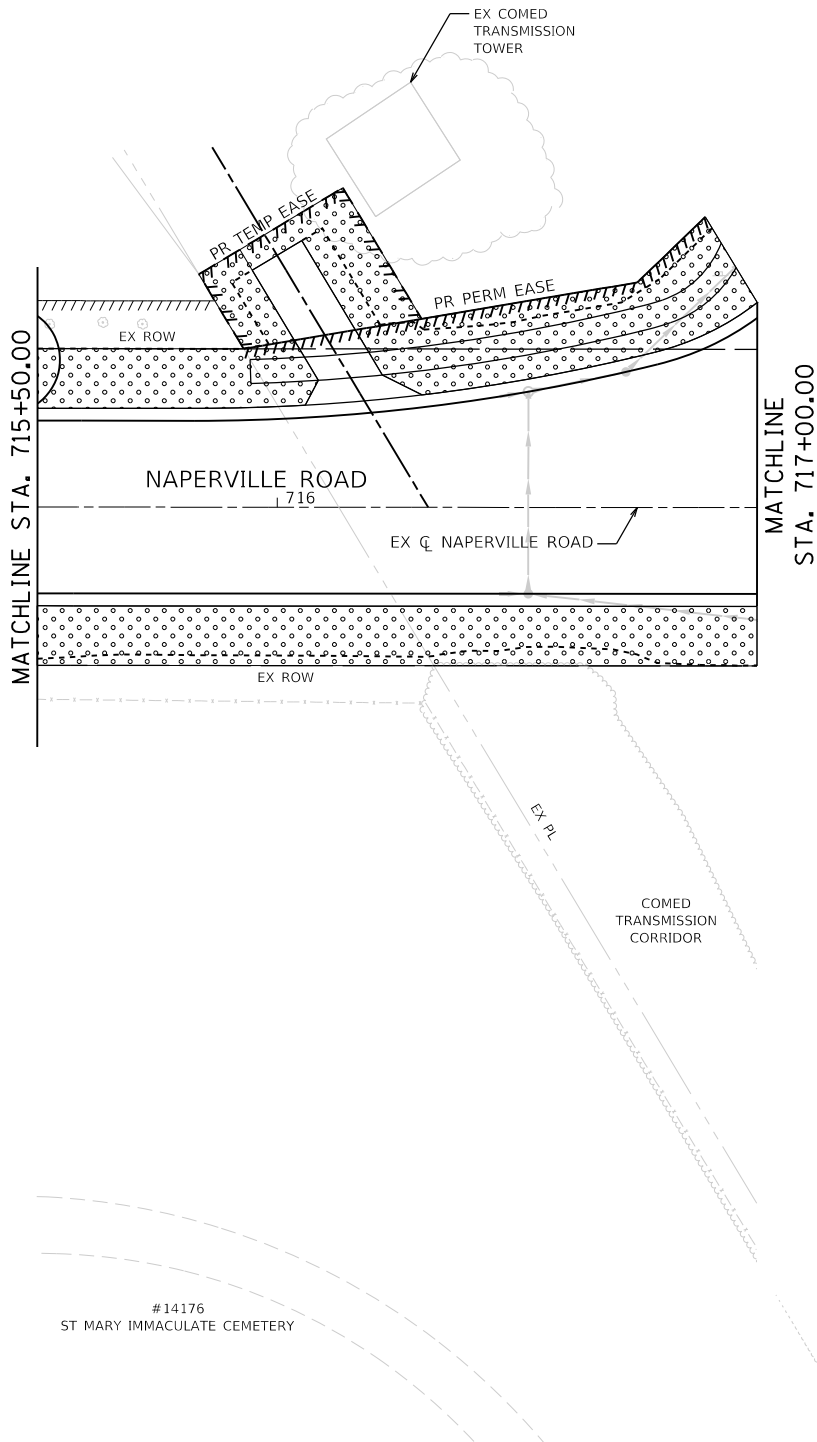 EX COMED
TRANSMISSION
TOWER
PR TEMP EASE
PR PERM EASE
EX ROW
MATCHLINE STA. 715+50.00
MATCHLINE
STA. 717+00.00
NAPERVILLE ROAD
716
EX ℄ NAPERVILLE ROAD
EX ROW
EX PL
COMED
TRANSMISSION
CORRIDOR
#14176
ST MARY IMMACULATE CEMETERY